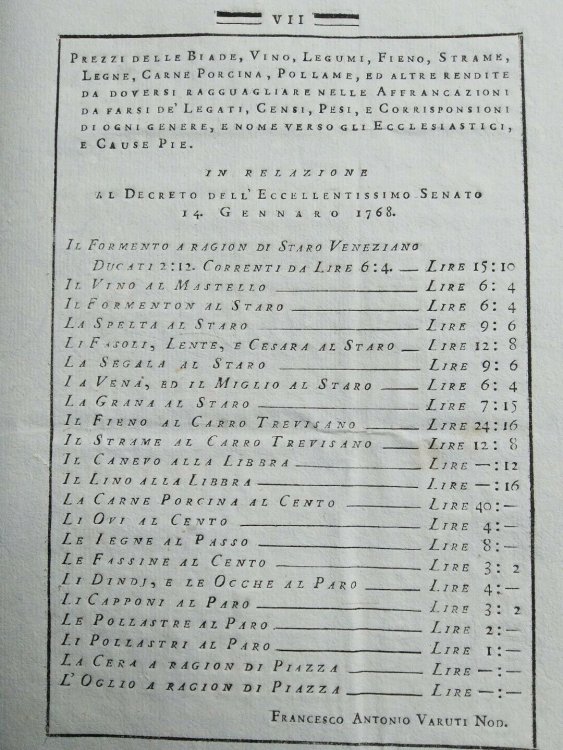 VII
PREZZI DELLE BIADE, VINO, LEGUMI, FIENO, STRAME,
LEGNE, CARNE PORCINA, POLLAME, ED ALTRE RENDITE
DA DOVERSI RAGGUAGLIARE NELLE AFFRANCAZIONI
DA FARSI DE' LEGATI, CENSI, PESI, E CORRISPONSIONI
DI OGNI GENERE, E NOME VERSO GLI ECCLESIASTICI,
E CAUSE PIE.
IN RELAZIONE
AL DECRETO DELL'ECCELLENTISSIMO SENATO
14. GENNARO 1768.
IL FORMENTO A RAGION DI STARO VENEZIANO
DUCATI 2:12. CORRENTI DA LIRE 6:4. — LIRE 15:10
IL VINO AL MASTELLO — LIRE 6: 4
IL FORMENTON AL STARO — LIRE 6: 4
LA SPELTA AL STARO — LIRE 9: 6
LI FASOLI, LENTE, E CESARA AL STARO — LIRE 12: 8
LA SEGALA AL STARO — LIRE 9: 6
LA VENA, ED IL MIGLIO AL STARO — LIRE 6: 4
LA GRANA AL STARO — LIRE 7:15
IL FIENO AL CARRO TREVISANO — LIRE 24:16
IL STRAME AL CARRO TREVISANO — LIRE 12: 8
IL CANEVO ALLA LIBBRA — LIRE —:12
IL LINO ALLA LIBBRA — LIRE —:16
LA CARNE PORCINA AL CENTO — LIRE 40:—
LI OVI AL CENTO — LIRE 4:—
LE LEGNE AL PASSO — LIRE 8:—
LE FASSINE AL CENTO — LIRE 3: 2
LI DINDJ, E LE OCCHE AL PARO — LIRE 4:—
LI CAPPONI AL PARO — LIRE 3: 2
LE POLLASTRE AL PARO — LIRE 2:—
LI POLLASTRI AL PARO — LIRE 1:—
LA CERA A RAGION DI PIAZZA — LIRE —:—
L'OGLIO A RAGION DI PIAZZA — LIRE —:—
FRANCESCO ANTONIO VARUTI NOD.